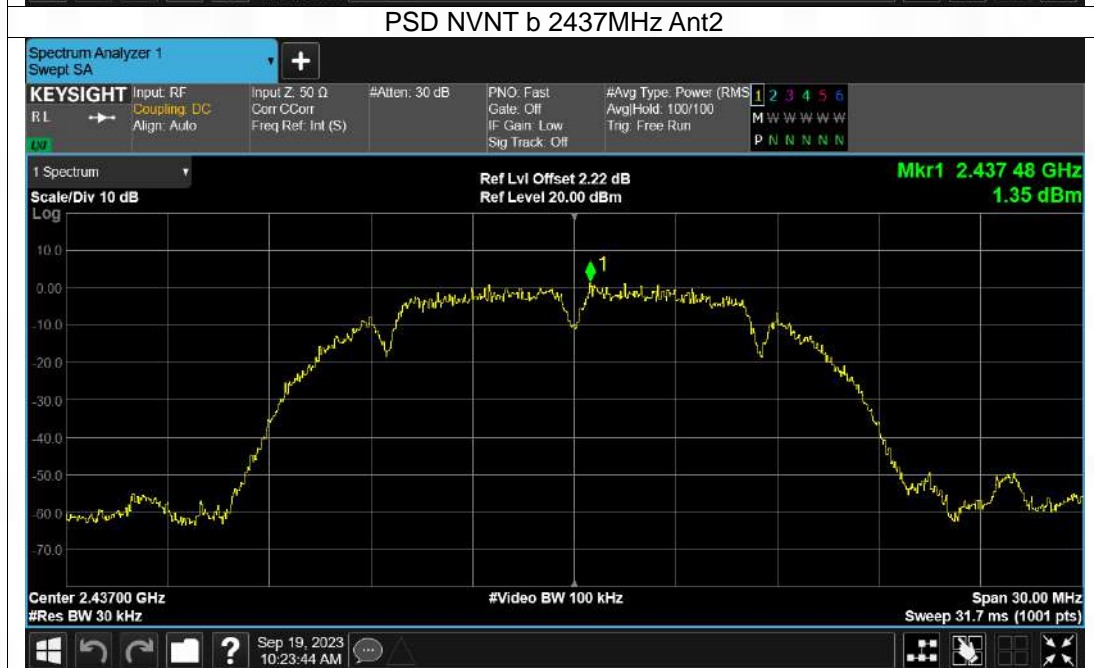 PSD NVNT b 2437MHz Ant2
Spectrum Analyzer 1
Swept SA
+
KEYSIGHT
RL
LXI
Input: RF
Coupling: DC
Align: Auto
Input Z: 50 Ω
Corr CCorr
Freq Ref: Int (S)
#Atten: 30 dB
PNO: Fast
Gate: Off
IF Gain: Low
Sig Track: Off
#Avg Type: Power (RMS
Avg|Hold: 100/100
Trig: Free Run
1 2 3 4 5 6
M W W W W W
P N N N N N
1 Spectrum
Scale/Div 10 dB
Log
Ref Lvl Offset 2.22 dB
Ref Level 20.00 dBm
Mkr1 2.437 48 GHz
1.35 dBm
10.0
0.00
-10.0
-20.0
-30.0
-40.0
-50.0
-60.0
-70.0
1
Center 2.43700 GHz
#Res BW 30 kHz
#Video BW 100 kHz
Span 30.00 MHz
Sweep 31.7 ms (1001 pts)
?
Sep 19, 2023
10:23:44 AM